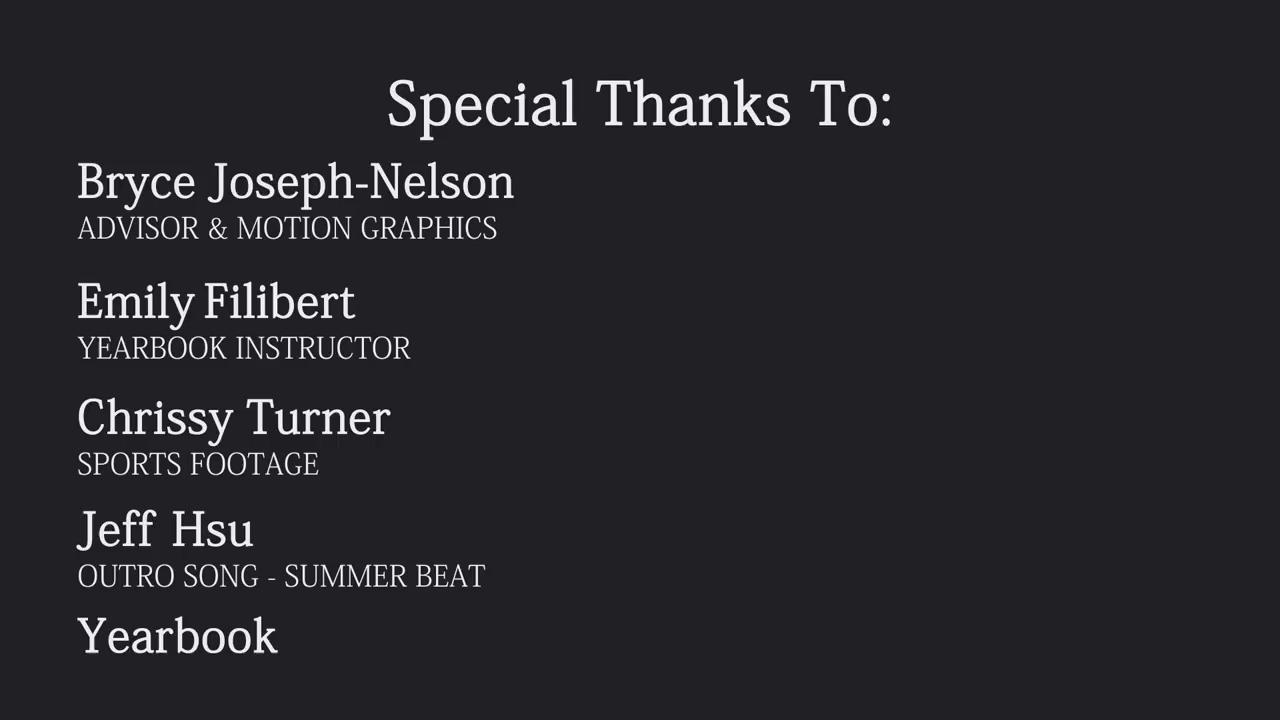 Special Thanks To:
Bryce Joseph-Nelson
ADVISOR & MOTION GRAPHICS
Emily Filibert
YEARBOOK INSTRUCTOR
Chrissy Turner
SPORTS FOOTAGE
Jeff Hsu
OUTRO SONG - SUMMER BEAT
Yearbook